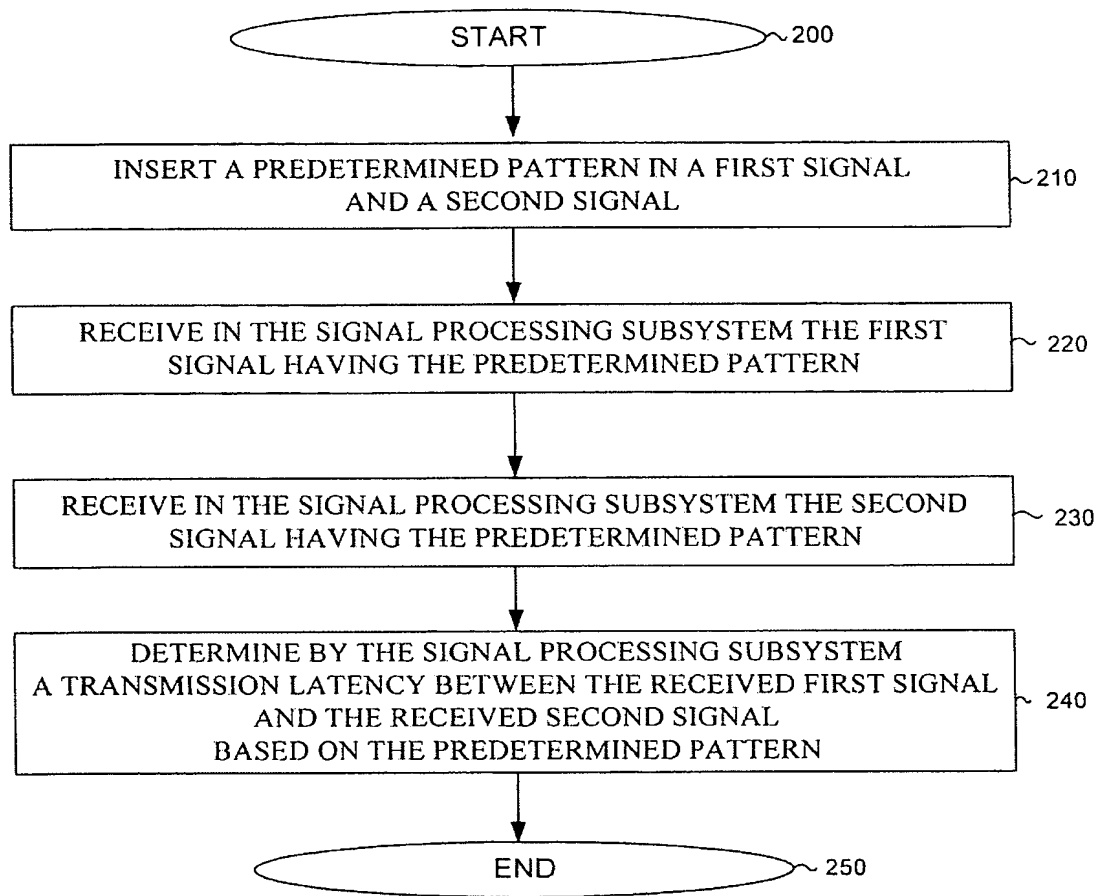 START
200
INSERT A PREDETERMINED PATTERN IN A FIRST SIGNAL
AND A SECOND SIGNAL
210
RECEIVE IN THE SIGNAL PROCESSING SUBSYSTEM THE FIRST
SIGNAL HAVING THE PREDETERMINED PATTERN
220
RECEIVE IN THE SIGNAL PROCESSING SUBSYSTEM THE SECOND
SIGNAL HAVING THE PREDETERMINED PATTERN
230
DETERMINE BY THE SIGNAL PROCESSING SUBSYSTEM
A TRANSMISSION LATENCY BETWEEN THE RECEIVED FIRST SIGNAL
AND THE RECEIVED SECOND SIGNAL
BASED ON THE PREDETERMINED PATTERN
240
END
250